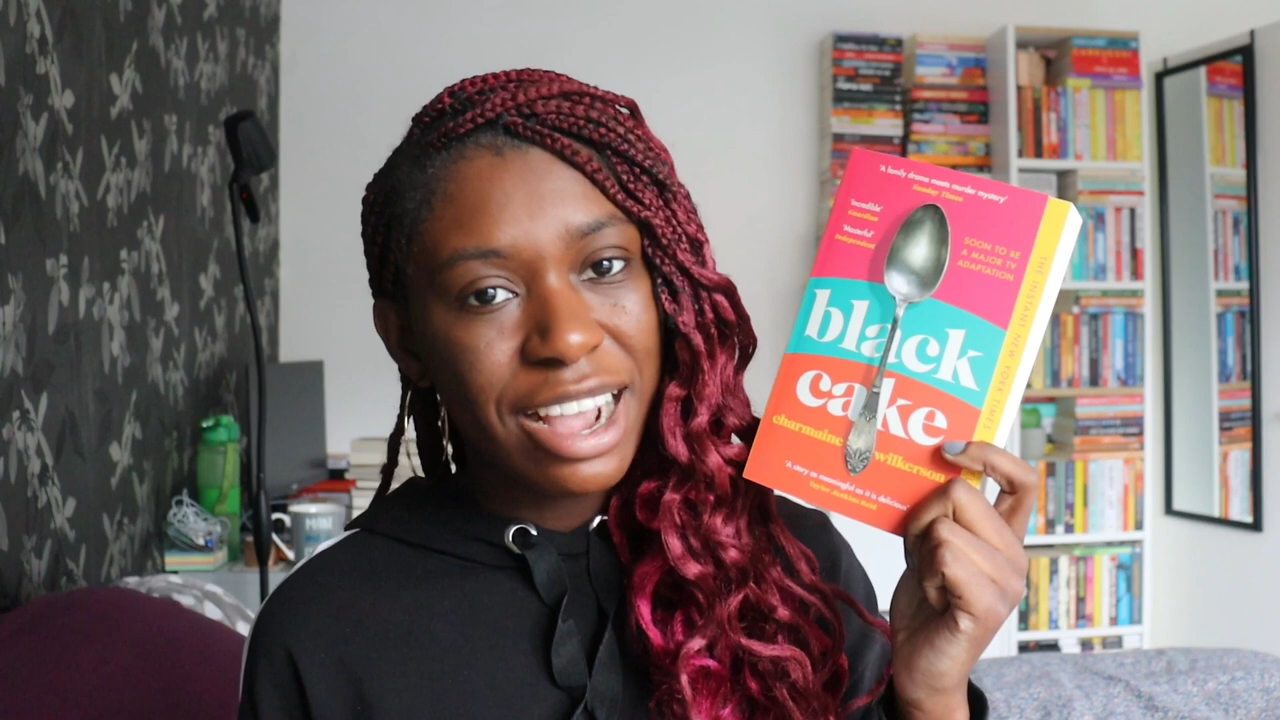 'A family drama meets murder mystery'
Sunday Times
'Incredible'
Guardian
'Masterful'
Independent
SOON TO BE
A MAJOR TV
ADAPTATION
black
cake
charmaine wilkerson
'A story as meaningful as it is delicious'
Taylor Jenkins Reid
THE INSTANT NEW YORK TIMES